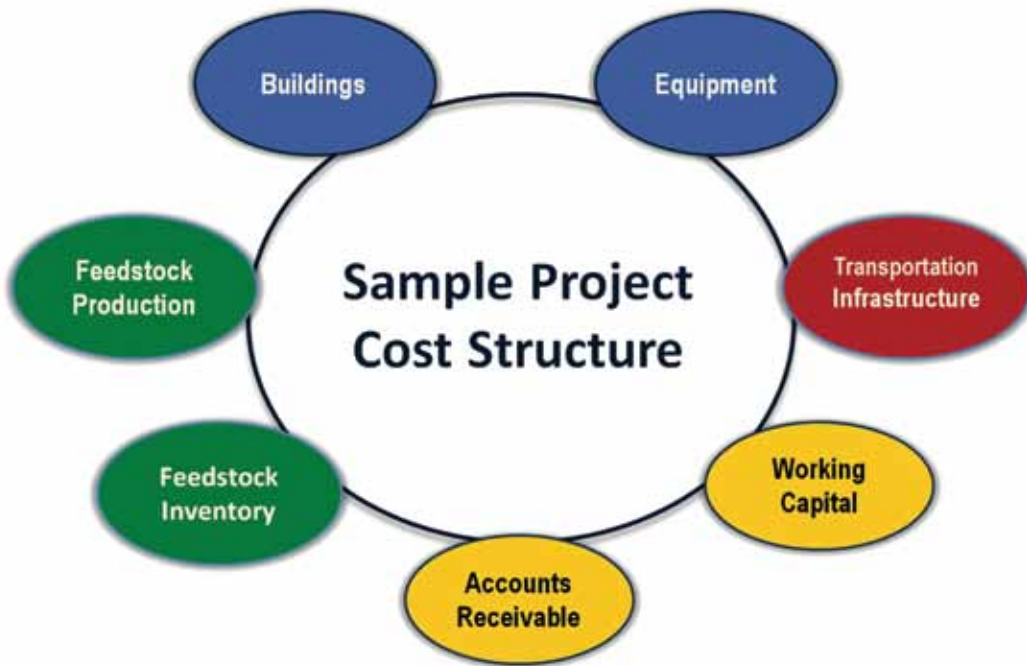 Buildings
Equipment
Feedstock
Production
Sample Project
Cost Structure
Transportation
Infrastructure
Feedstock
Inventory
Working
Capital
Accounts
Receivable